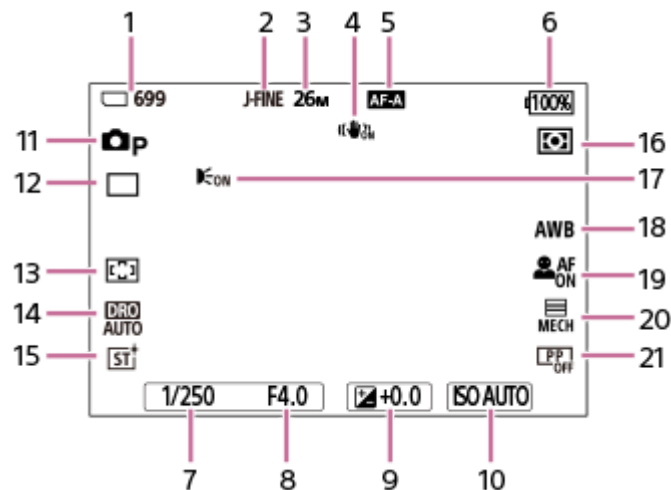 1 2 3 4 5 6
699 J-FINE 26M AF-A 100%
ON
11 P 16
12 ON 17
AWB 18
13 AF ON 19
14 DRO AUTO MECH 20
15 ST PP OFF 21
1/250 F4.0 +0.0 ISO AUTO
7 8 9 10